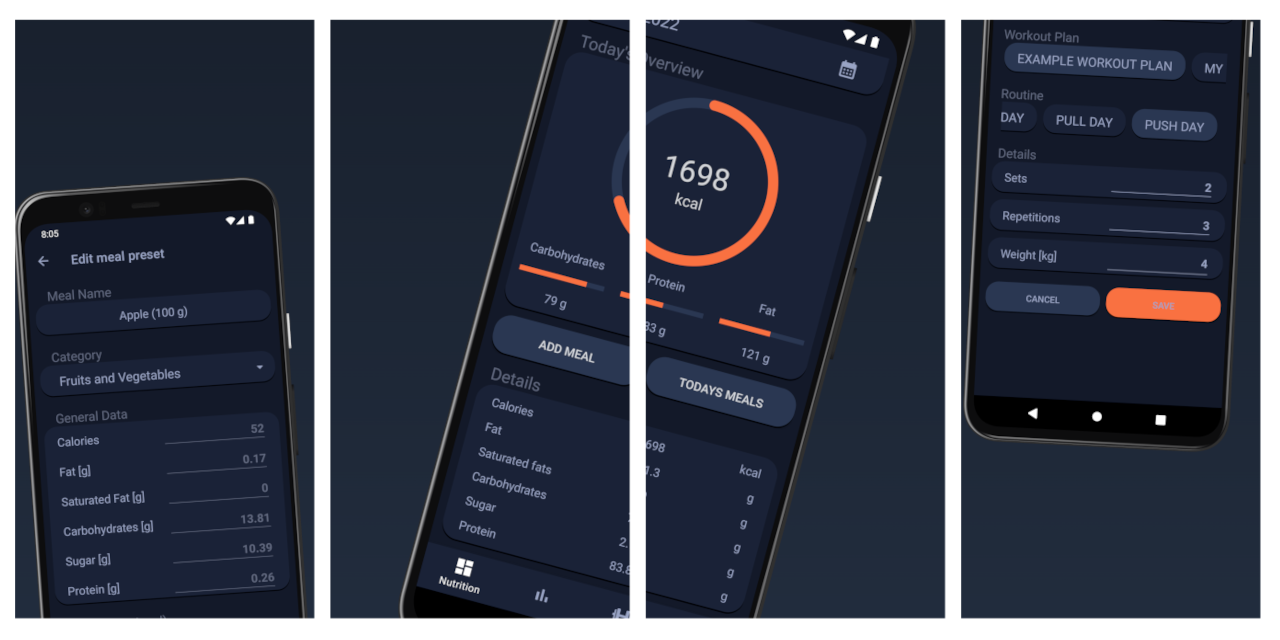 8:05
Edit meal preset
Meal Name
Apple (100 g)
Category
Fruits and Vegetables
General Data
Calories 52
Fat [g] 0.17
Saturated Fat [g] 0
Carbohydrates [g] 13.81
Sugar [g] 10.39
Protein [g] 0.26
2022
Today's Overview
1698
kcal
Carbohydrates Protein Fat
79 g 83 g 121 g
ADD MEAL TODAYS MEALS
Details
Calories 698 kcal
Fat 1.3 g
Saturated fats g
Carbohydrates g
Sugar 2. g
Protein 83.8 g
Nutrition
Workout Plan
EXAMPLE WORKOUT PLAN MY
Routine
DAY PULL DAY PUSH DAY
Details
Sets 2
Repetitions 3
Weight [kg] 4
CANCEL SAVE